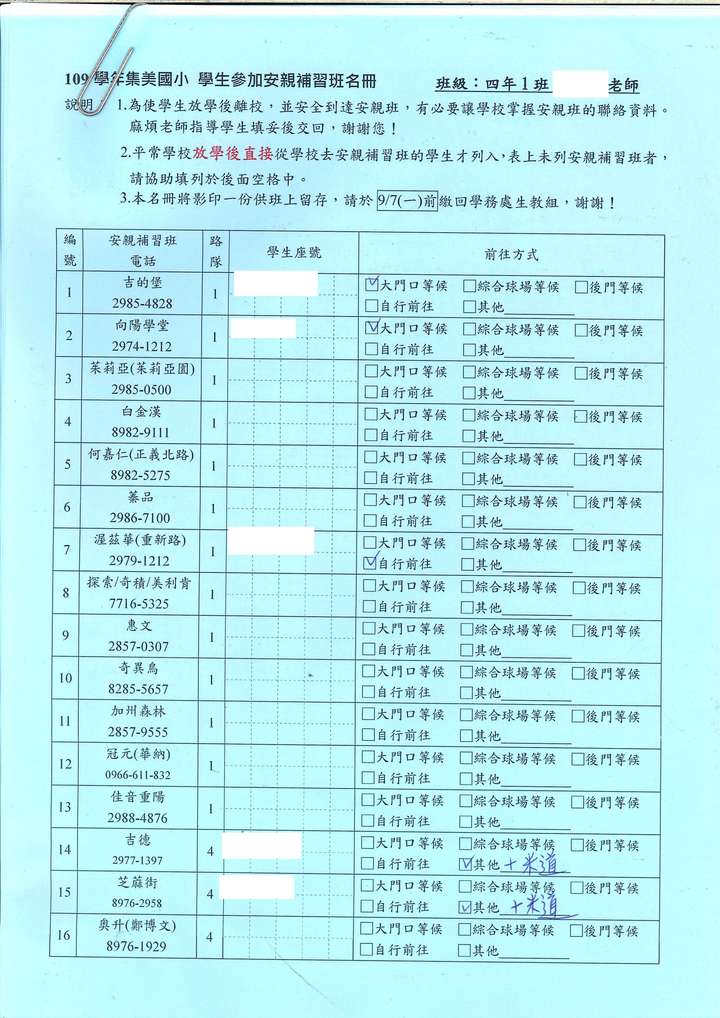 109 學年集美國小 學生參加安親補習班名冊 班級：四年1班 老師
說明：1.為使學生放學後離校，並安全到達安親班，有必要讓學校掌握安親班的聯絡資料。
麻煩老師指導學生填妥後交回，謝謝您！
2.平常學校放學後直接從學校去安親補習班的學生才列入，表上未列安親補習班者，
請協助填列於後面空格中。
3.本名冊將影印一份供班上留存，請於 9/7(一)前繳回學務處生教組，謝謝！
編號 安親補習班電話 路隊 學生座號 前往方式
1 吉的堡 2985-4828 1 ☑大門口等候 □綜合球場等候 □後門等候
□自行前往 □其他
2 向陽學堂 2974-1212 1 ☑大門口等候 □綜合球場等候 □後門等候
□自行前往 □其他
3 茱莉亞(茱莉亞園) 2985-0500 1 □大門口等候 □綜合球場等候 □後門等候
□自行前往 □其他
4 白金漢 8982-9111 1 □大門口等候 □綜合球場等候 □後門等候
□自行前往 □其他
5 何嘉仁(正義北路) 8982-5275 1 □大門口等候 □綜合球場等候 □後門等候
□自行前往 □其他
6 蓁品 2986-7100 1 □大門口等候 □綜合球場等候 □後門等候
□自行前往 □其他
7 渥茲華(重新路) 2979-1212 1 □大門口等候 □綜合球場等候 □後門等候
☑自行前往 □其他
8 探索/奇積/美利肯 7716-5325 1 □大門口等候 □綜合球場等候 □後門等候
□自行前往 □其他
9 惠文 2857-0307 1 □大門口等候 □綜合球場等候 □後門等候
□自行前往 □其他
10 奇異鳥 8285-5657 1 □大門口等候 □綜合球場等候 □後門等候
□自行前往 □其他
11 加州森林 2857-9555 1 □大門口等候 □綜合球場等候 □後門等候
□自行前往 □其他
12 冠元(華納) 0966-611-832 1 □大門口等候 □綜合球場等候 □後門等候
□自行前往 □其他
13 佳音重陽 2988-4876 1 □大門口等候 □綜合球場等候 □後門等候
□自行前往 □其他
14 吉德 2977-1397 4 □大門口等候 □綜合球場等候 □後門等候
□自行前往 ☑其他 十米道
15 芝蔴街 8976-2958 4 □大門口等候 □綜合球場等候 □後門等候
□自行前往 ☑其他 十米道
16 奧升(鄭博文) 8976-1929 4 □大門口等候 □綜合球場等候 □後門等候
□自行前往 □其他